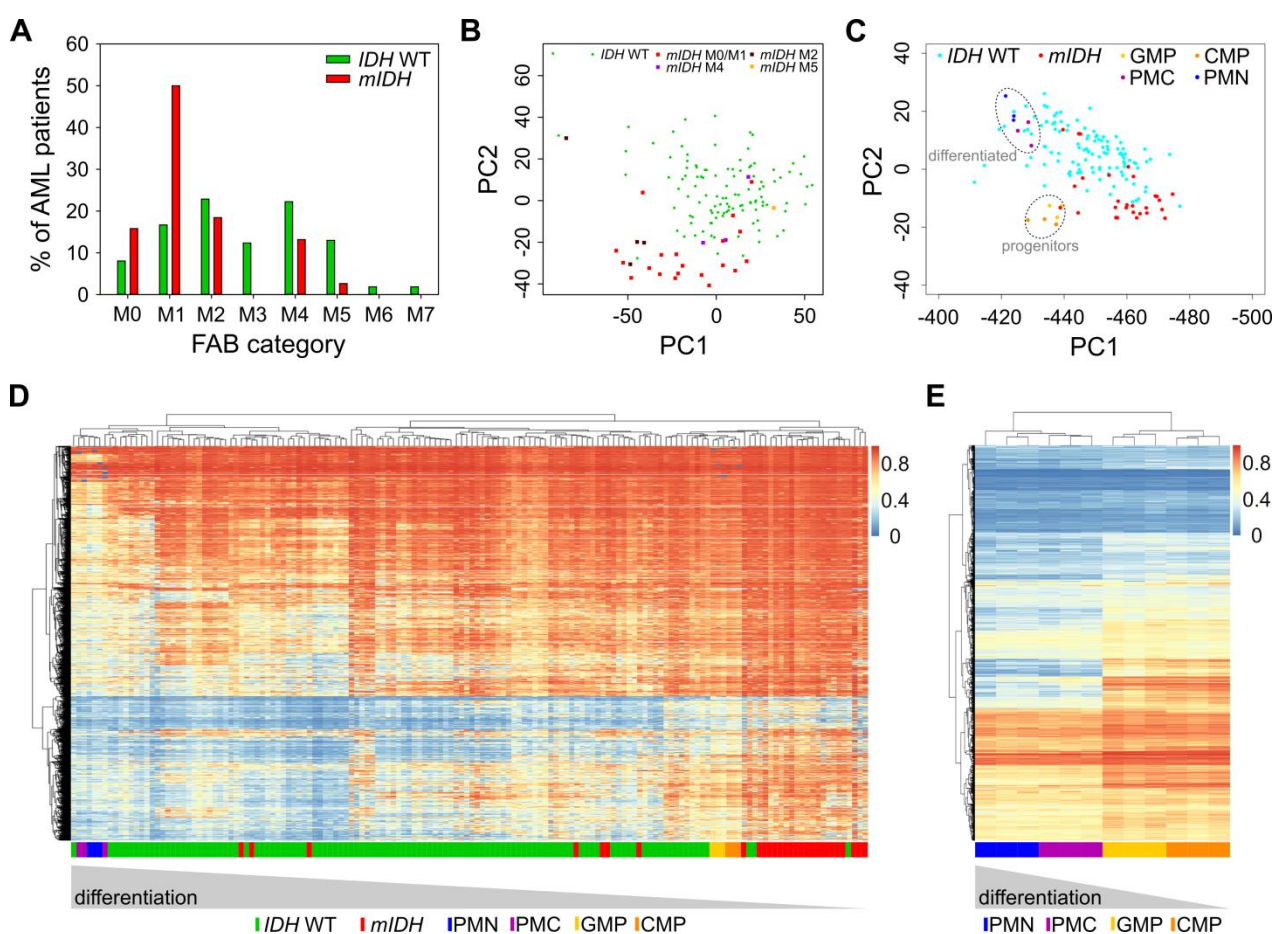 A
60
50
40
30
20
10
0
% of AML patients
IDH WT
mIDH
M0 M1 M2 M3 M4 M5 M6 M7
FAB category
B
IDH WT mIDH M0/M1 mIDH M2
mIDH M4 mIDH M5
60
40
20
0
-20
-40
PC2
-50 0 50
PC1
C
IDH WT mIDH GMP CMP
PMC PMN
40
20
0
-20
-40
PC2
differentiated
progenitors
-400 -420 -440 -460 -480 -500
PC1
D
0.8
0.4
0
differentiation
IDH WT mIDH PMN PMC GMP CMP
E
0.8
0.4
0
differentiation
PMN PMC GMP CMP